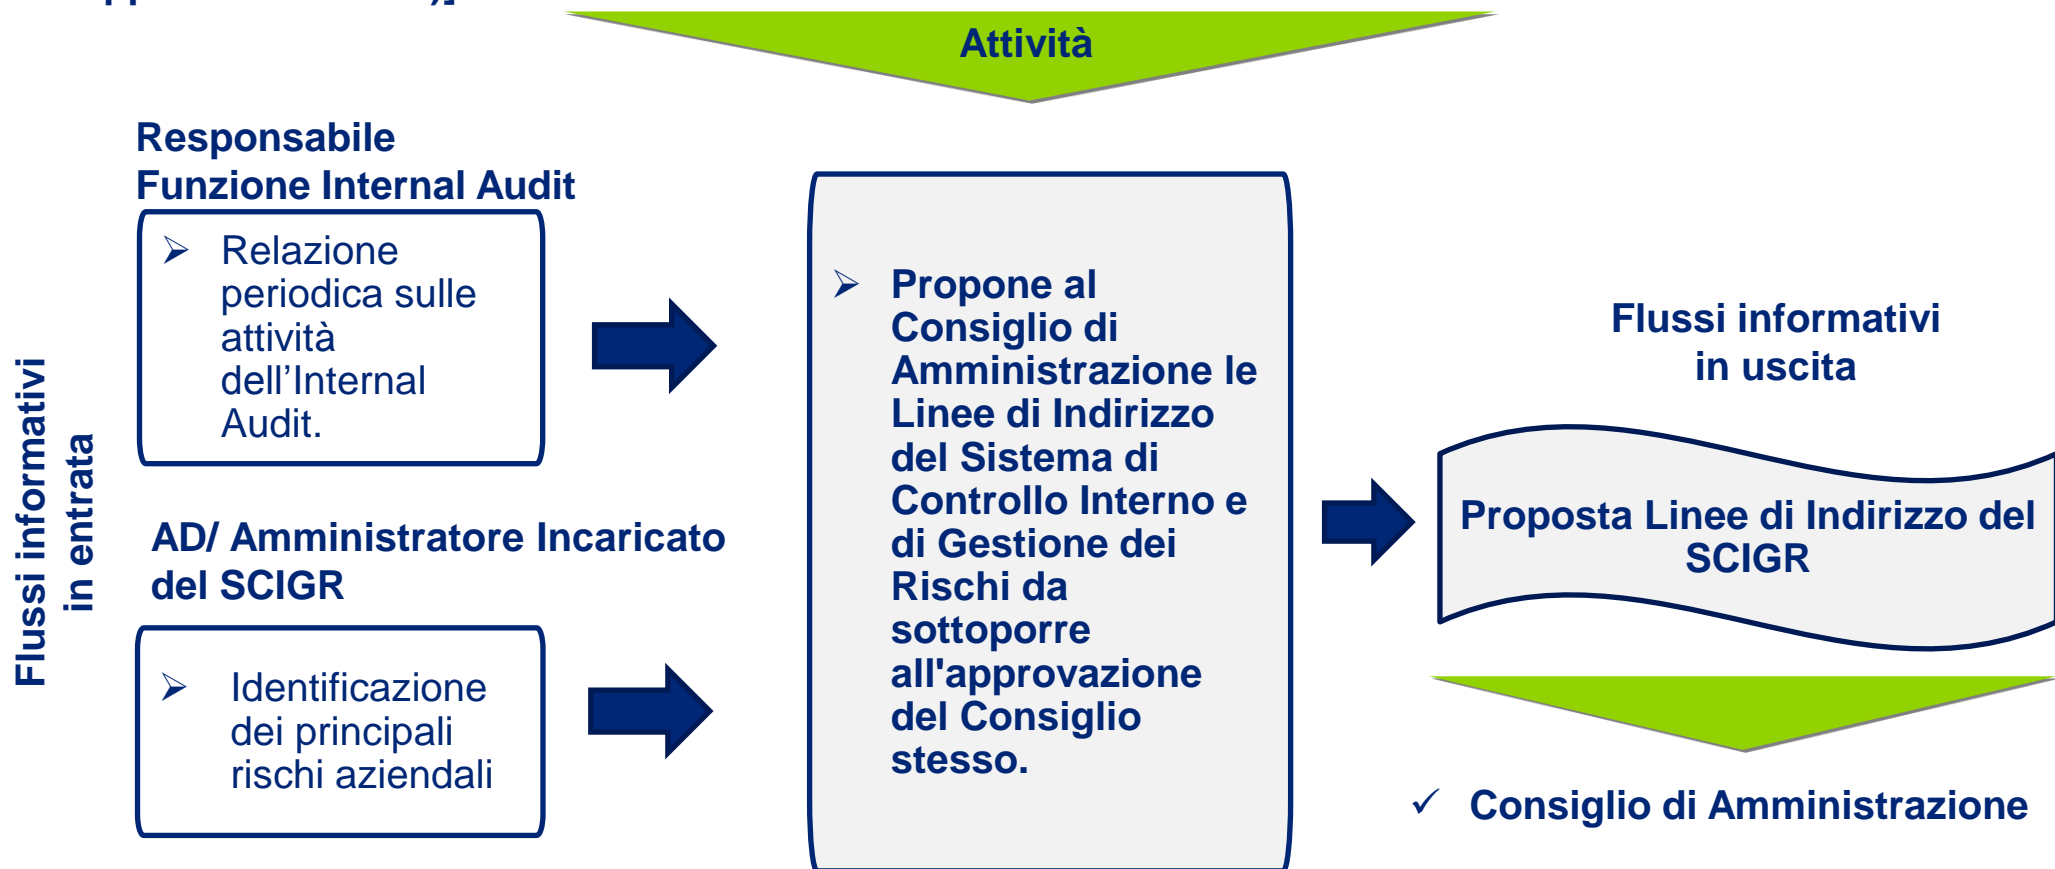 Attività
Flussi informativi
in entrata
Responsabile
Funzione Internal Audit
➢ Relazione
periodica sulle
attività
dell’Internal
Audit.
AD/ Amministratore Incaricato
del SCIGR
➢ Identificazione
dei principali
rischi aziendali
➢ Propone al
Consiglio di
Amministrazione le
Linee di Indirizzo
del Sistema di
Controllo Interno e
di Gestione dei
Rischi da
sottoporre
all'approvazione
del Consiglio
stesso.
Flussi informativi
in uscita
Proposta Linee di Indirizzo del
SCIGR
✓ Consiglio di Amministrazione